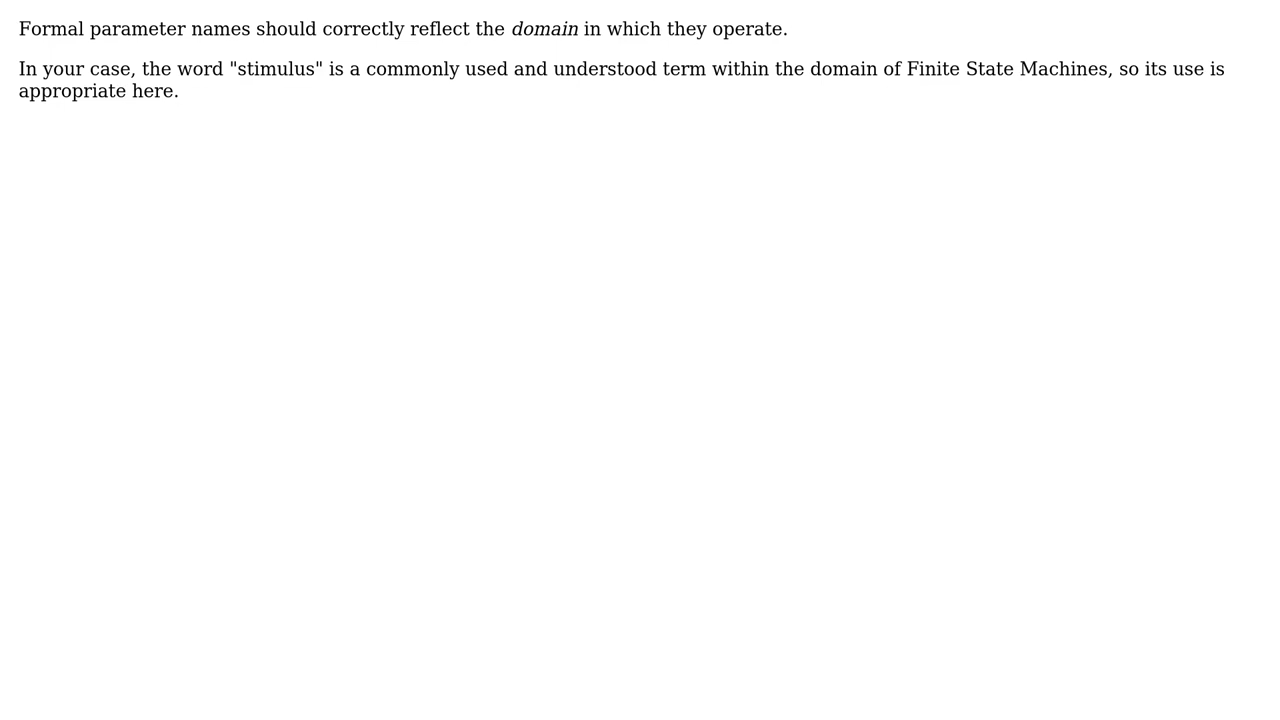 Formal parameter names should correctly reflect the domain in which they operate.
In your case, the word "stimulus" is a commonly used and understood term within the domain of Finite State Machines, so its use is
appropriate here.